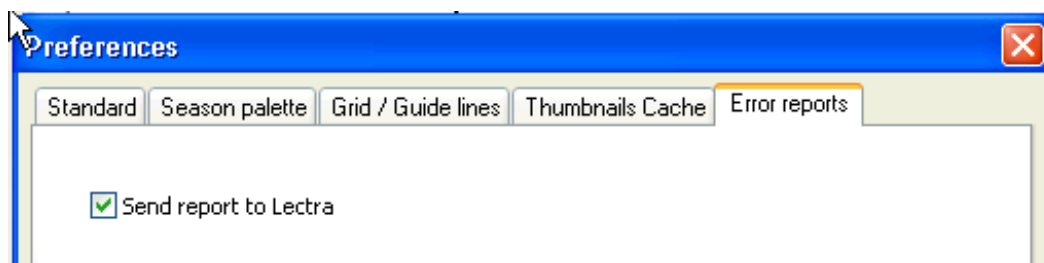 Preferences
Standard Season palette Grid / Guide lines Thumbnails Cache Error reports
Send report to Lectra